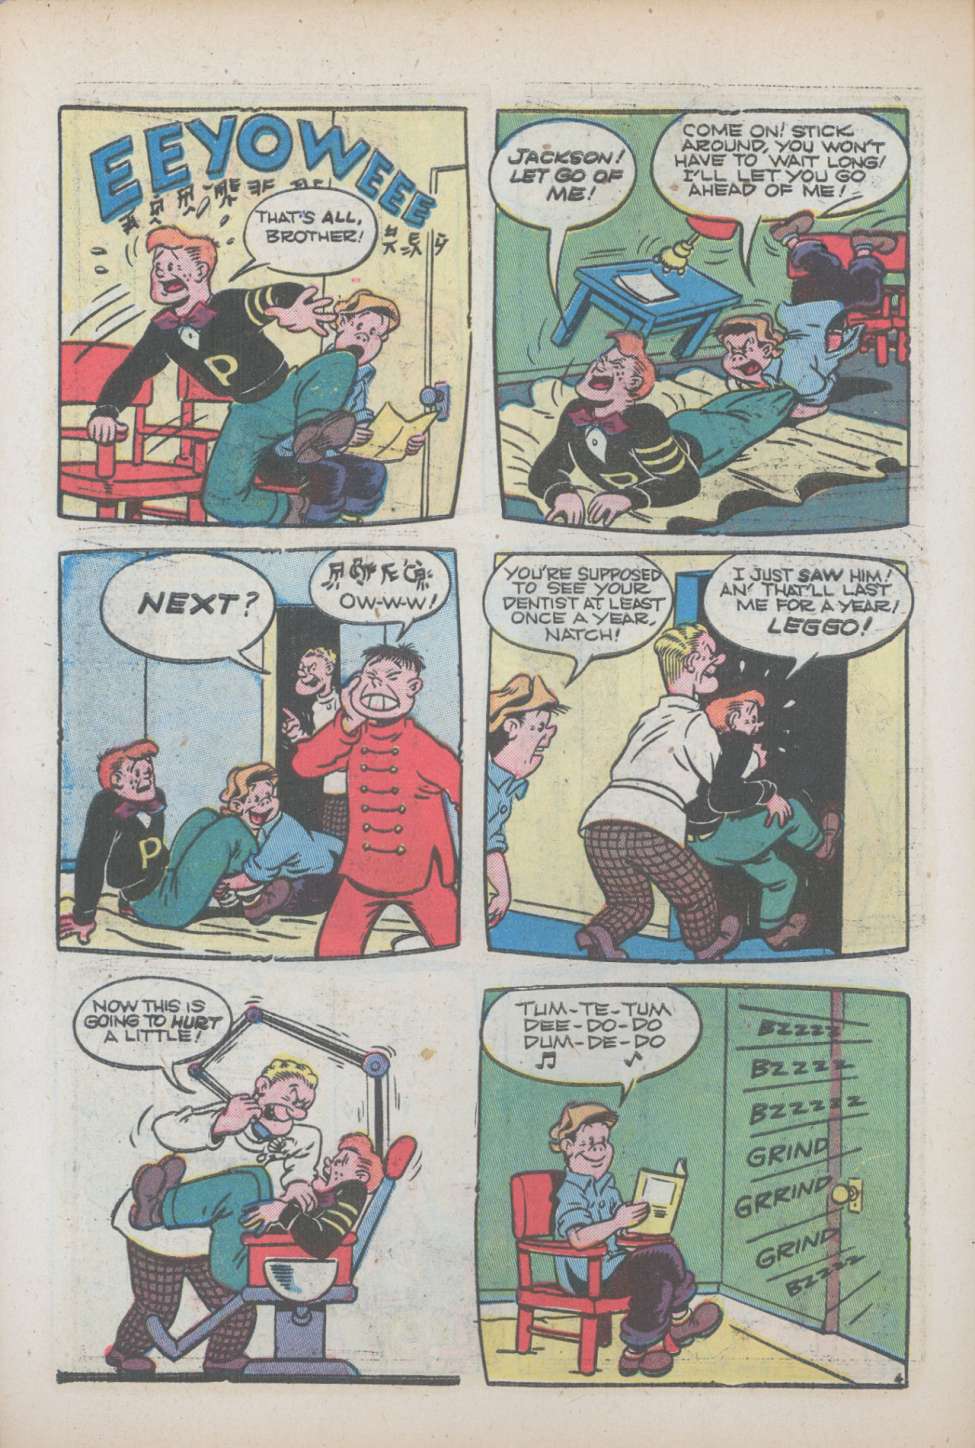 EEYOWEEE
THAT'S ALL,
BROTHER!
P
JACKSON!
LET GO OF
ME!
COME ON! STICK
AROUND, YOU WON'T
HAVE TO WAIT LONG!
I'LL LET YOU GO
AHEAD OF ME!
P
NEXT?
OW-W-W!
P
YOU'RE SUPPOSED
TO SEE YOUR
DENTIST AT LEAST
ONCE A YEAR,
NATCH!
I JUST SAW HIM!
AN' THAT'LL LAST
ME FOR A YEAR!
LEGGO!
NOW THIS IS
GOING TO HURT
A LITTLE!
TUM-TE-TUM
DEE-DO-DO
DUM-DE-DO
BZZZZ
BZZZZ
BZZZZZ
GRIND
GRRIND
GRIND
BZZZZ
4